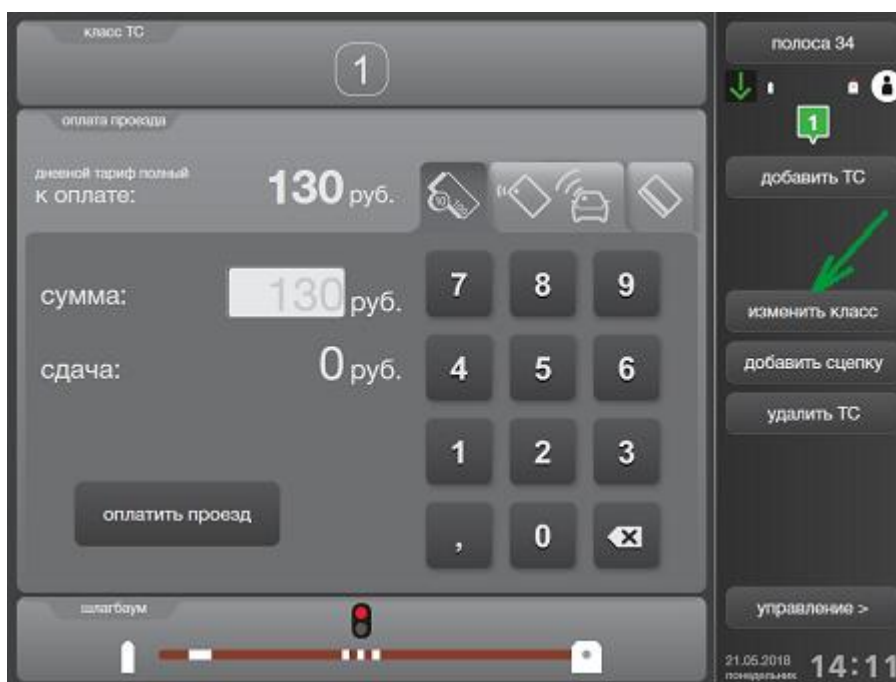 класс ТС
1
оплата проезда
дневной тариф полный
к оплате: 130 руб.
сумма: 130 руб.
сдача: 0 руб.
7 8 9
4 5 6
1 2 3
, 0
оплатить проезд
шлагбаум
полоса 34
1
добавить ТС
изменить класс
добавить сцепку
удалить ТС
управление >
21.05.2018
понедельник
14:11